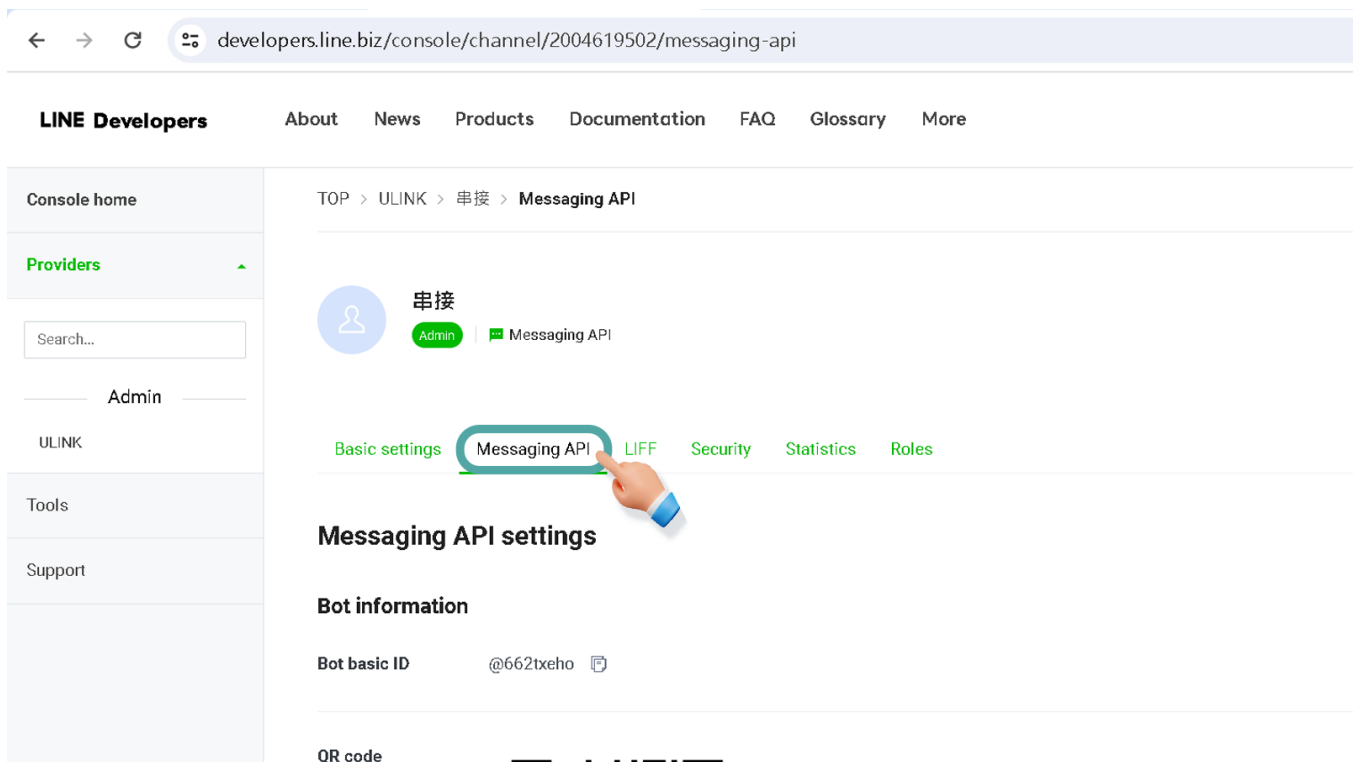 developers.line.biz/console/channel/2004619502/messaging-api
LINE Developers About News Products Documentation FAQ Glossary More
Console home
Providers
Search...
Admin
ULINK
Tools
Support
TOP > ULINK > 串接 > Messaging API
串接
Admin Messaging API
Basic settings Messaging API LIFF Security Statistics Roles
Messaging API settings
Bot information
Bot basic ID @662txeho
QR code